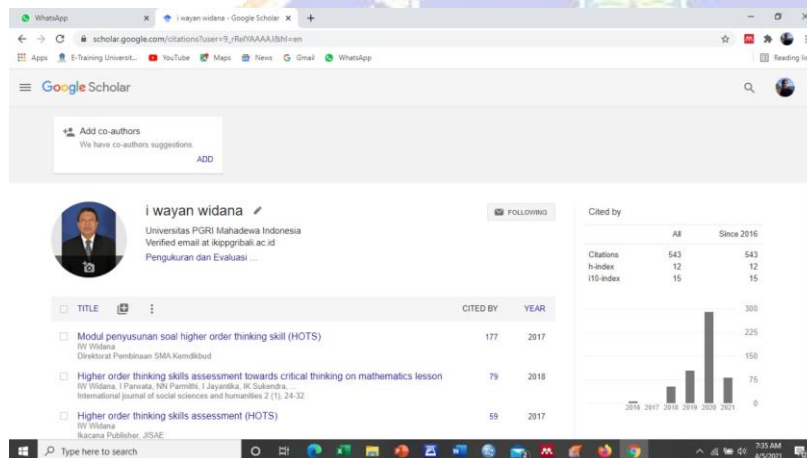 WhatsApp
i wayan widana - Google Scholar
scholar.google.com/citations?user=9_rRelYAAAAJ&hl=en
Apps E-Training Universit... YouTube Maps News Gmail WhatsApp Reading lis
Google Scholar
Add co-authors
We have co-authors suggestions.
ADD
i wayan widana
FOLLOWING
Universitas PGRI Mahadewa Indonesia
Verified email at ikippgribali.ac.id
Pengukuran dan Evaluasi ...
Cited by
All Since 2016
Citations 543 543
h-index 12 12
i10-index 15 15
300
225
150
75
0
2016 2017 2018 2019 2020 2021
TITLE CITED BY YEAR
Modul penyusunan soal higher order thinking skill (HOTS) 177 2017
IW Widana
Direktorat Pembinaan SMA Kemdikbud
Higher order thinking skills assessment towards critical thinking on mathematics lesson 79 2018
IW Widana, I Parwata, NN Parmithi, I Jayantika, IK Sukendra, ...
International journal of social sciences and humanities 2 (1), 24-32
Higher order thinking skills assessment (HOTS) 59 2017
IW Widana
Ikacana Publisher, JISAE
Type here to search
7:35 AM
4/5/2021